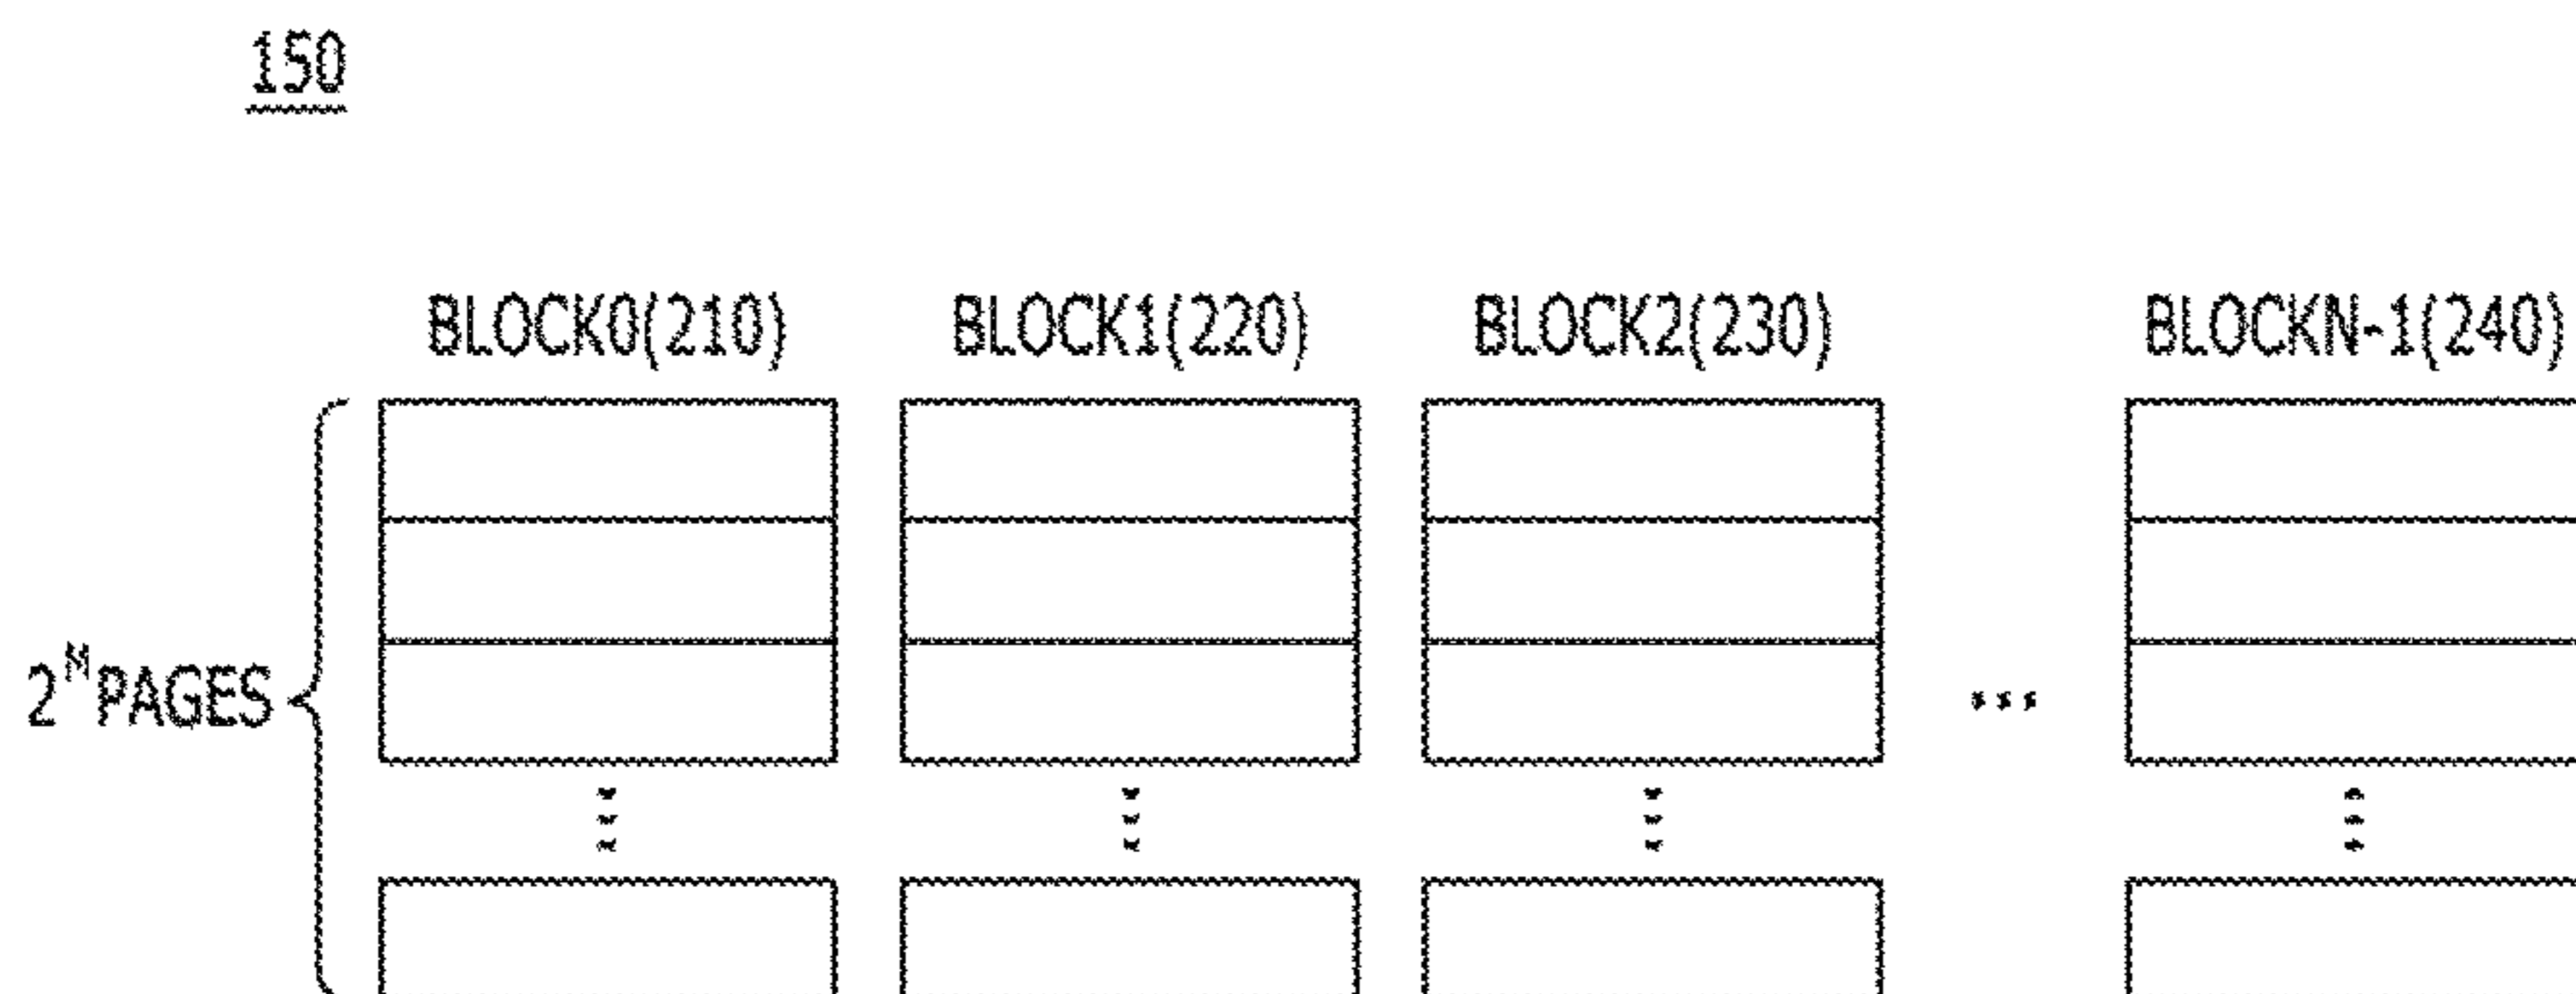 150
BLOCK0(210) BLOCK1(220) BLOCK2(230) BLOCKN-1(240)
2^M PAGES
...